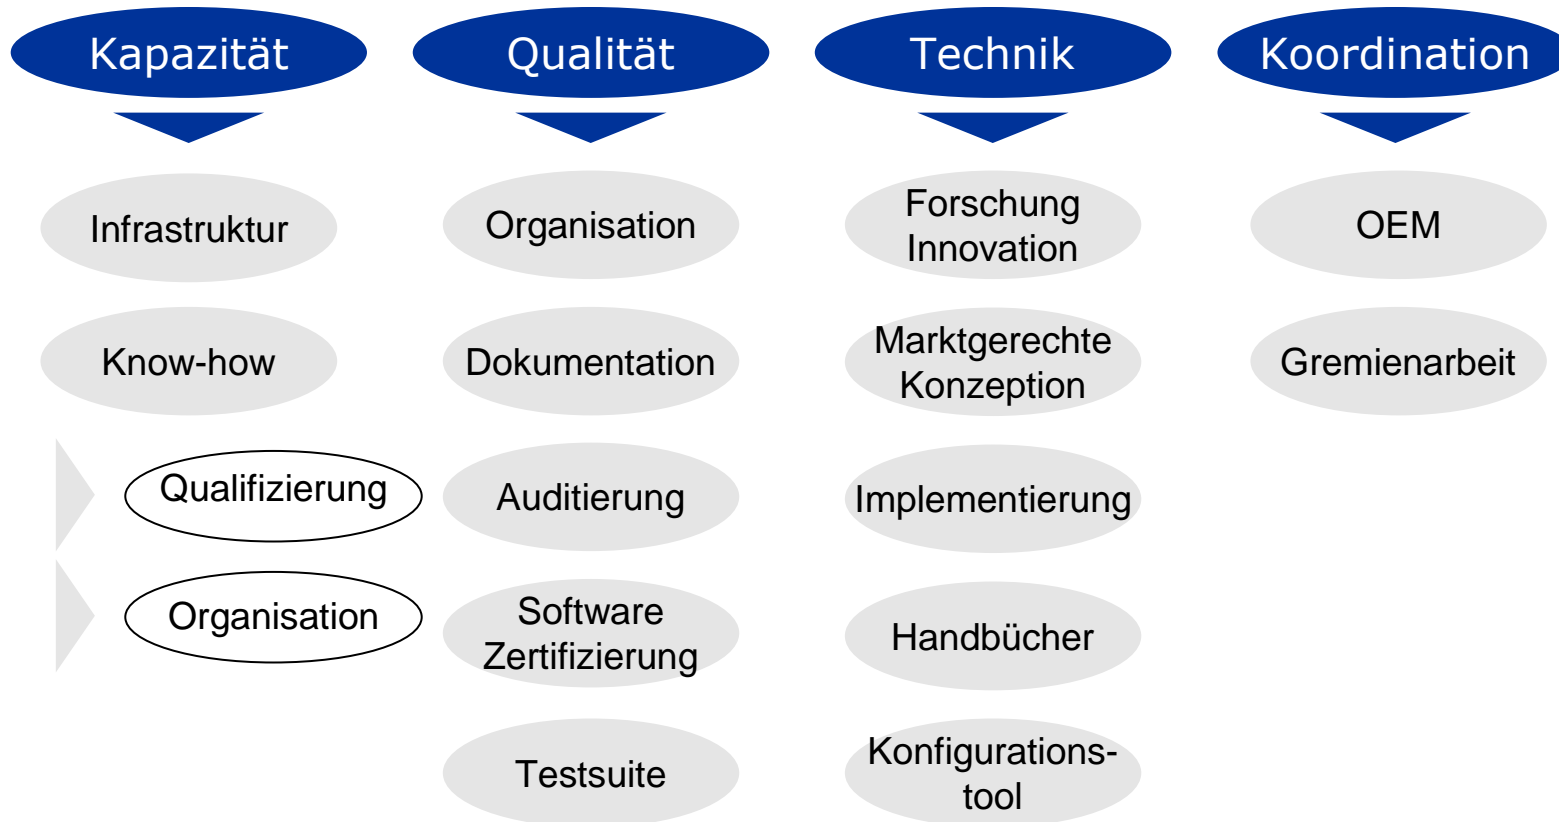 Kapazität
Qualität
Technik
Koordination
Infrastruktur
Know-how
Qualifizierung
Organisation
Organisation
Dokumentation
Auditierung
Software
Zertifizierung
Testsuite
Forschung
Innovation
Marktgerechte
Konzeption
Implementierung
Handbücher
Konfigurations-
tool
OEM
Gremienarbeit